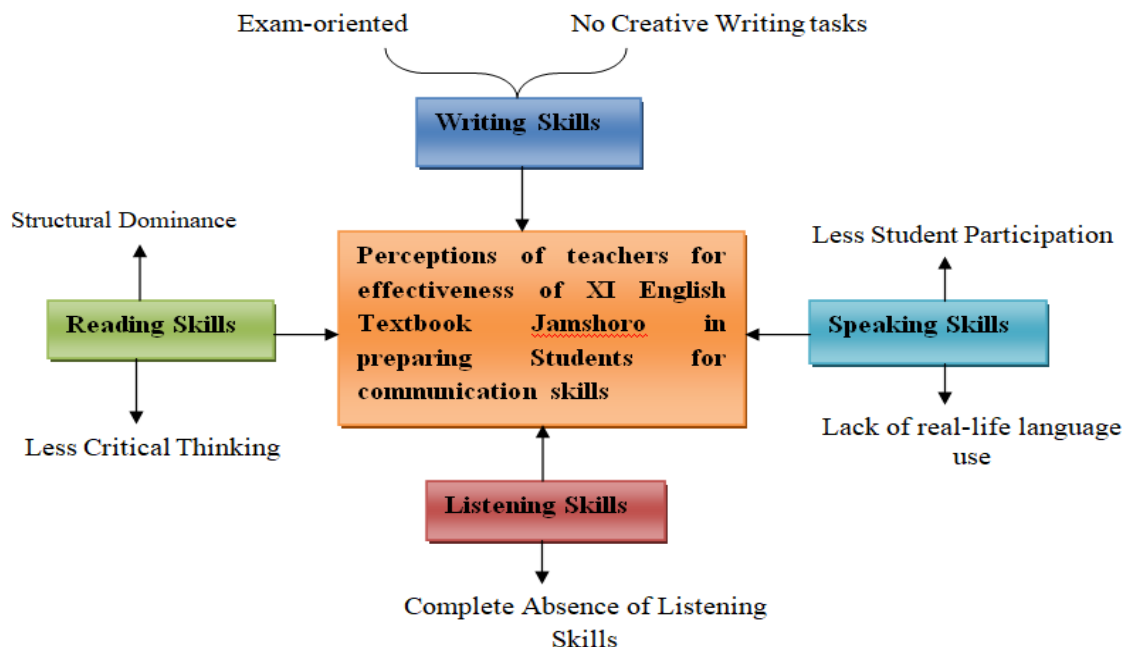 Exam-oriented
No Creative Writing tasks
Writing Skills
Structural Dominance
Less Student Participation
Perceptions of teachers for
effectiveness of XI English
Textbook Jamshoro in
preparing Students for
communication skills
Reading Skills
Speaking Skills
Less Critical Thinking
Lack of real-life language
use
Listening Skills
Complete Absence of Listening
Skills